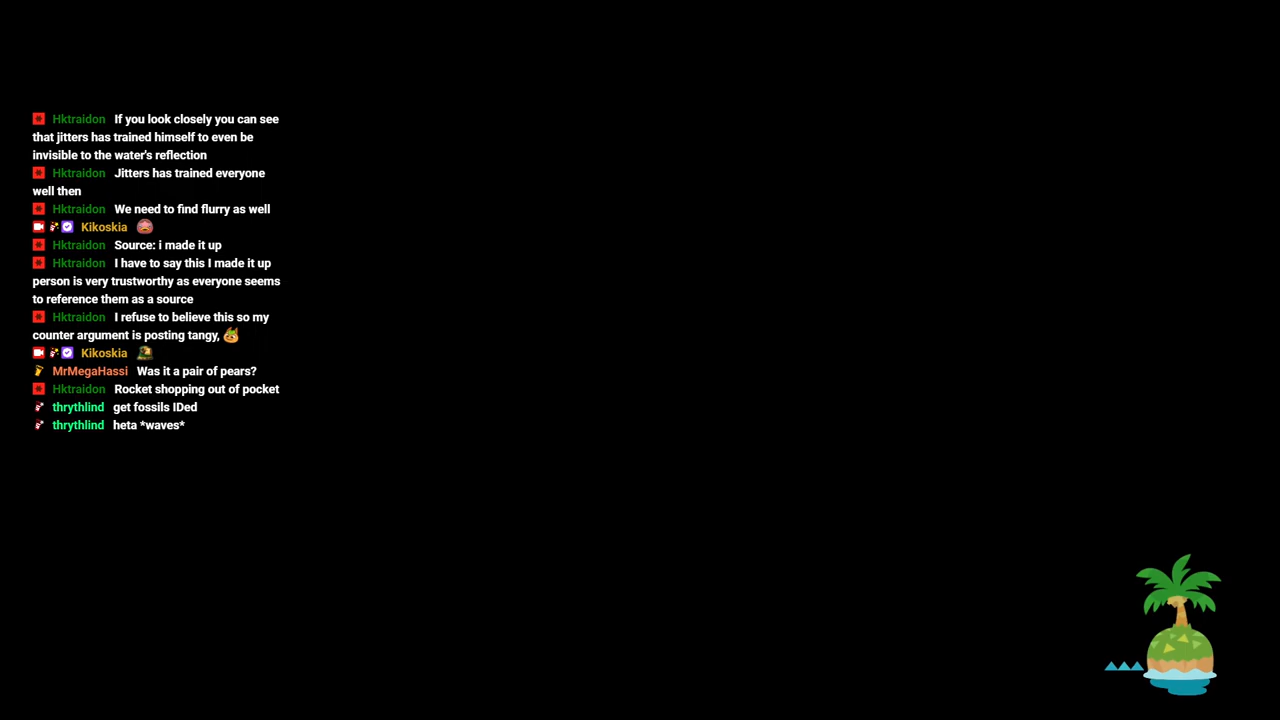 Hktraidon If you look closely you can see
that jitters has trained himself to even be
invisible to the water's reflection
Hktraidon Jitters has trained everyone
well then
Hktraidon We need to find flurry as well
Kikoskia
Hktraidon Source: i made it up
Hktraidon I have to say this I made it up
person is very trustworthy as everyone seems
to reference them as a source
Hktraidon I refuse to believe this so my
counter argument is posting tangy,
Kikoskia
MrMegaHassi Was it a pair of pears?
Hktraidon Rocket shopping out of pocket
thrythlind get fossils IDed
thrythlind heta *waves*